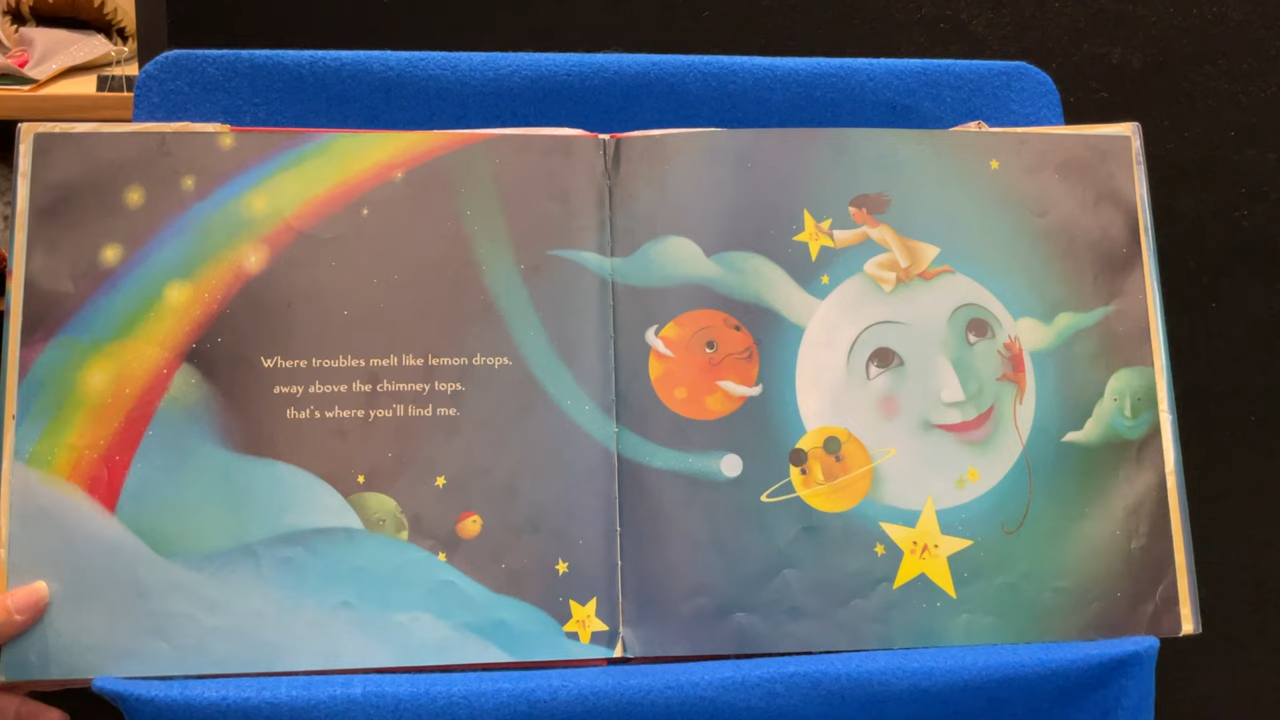 Where troubles melt like lemon drops,
away above the chimney tops,
that's where you'll find me.